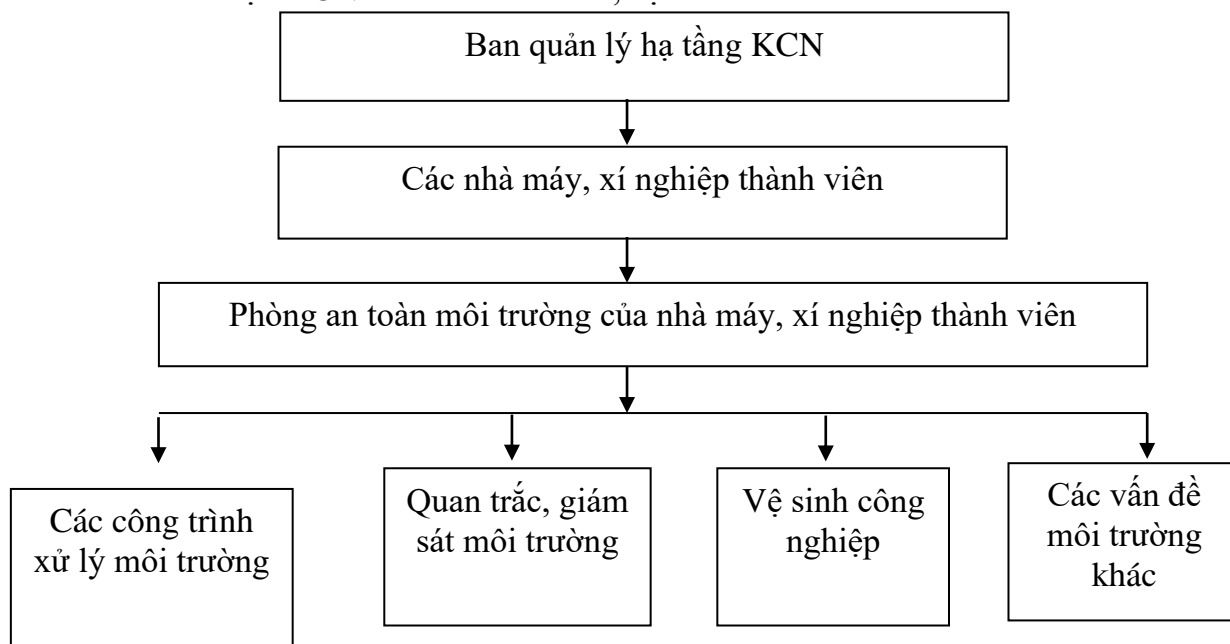 Ban quản lý hạ tầng KCN
Các nhà máy, xí nghiệp thành viên
Phòng an toàn môi trường của nhà máy, xí nghiệp thành viên
Các công trình
xử lý môi trường
Quan trắc, giám
sát môi trường
Vệ sinh công
nghiệp
Các vấn đề
môi trường
khác